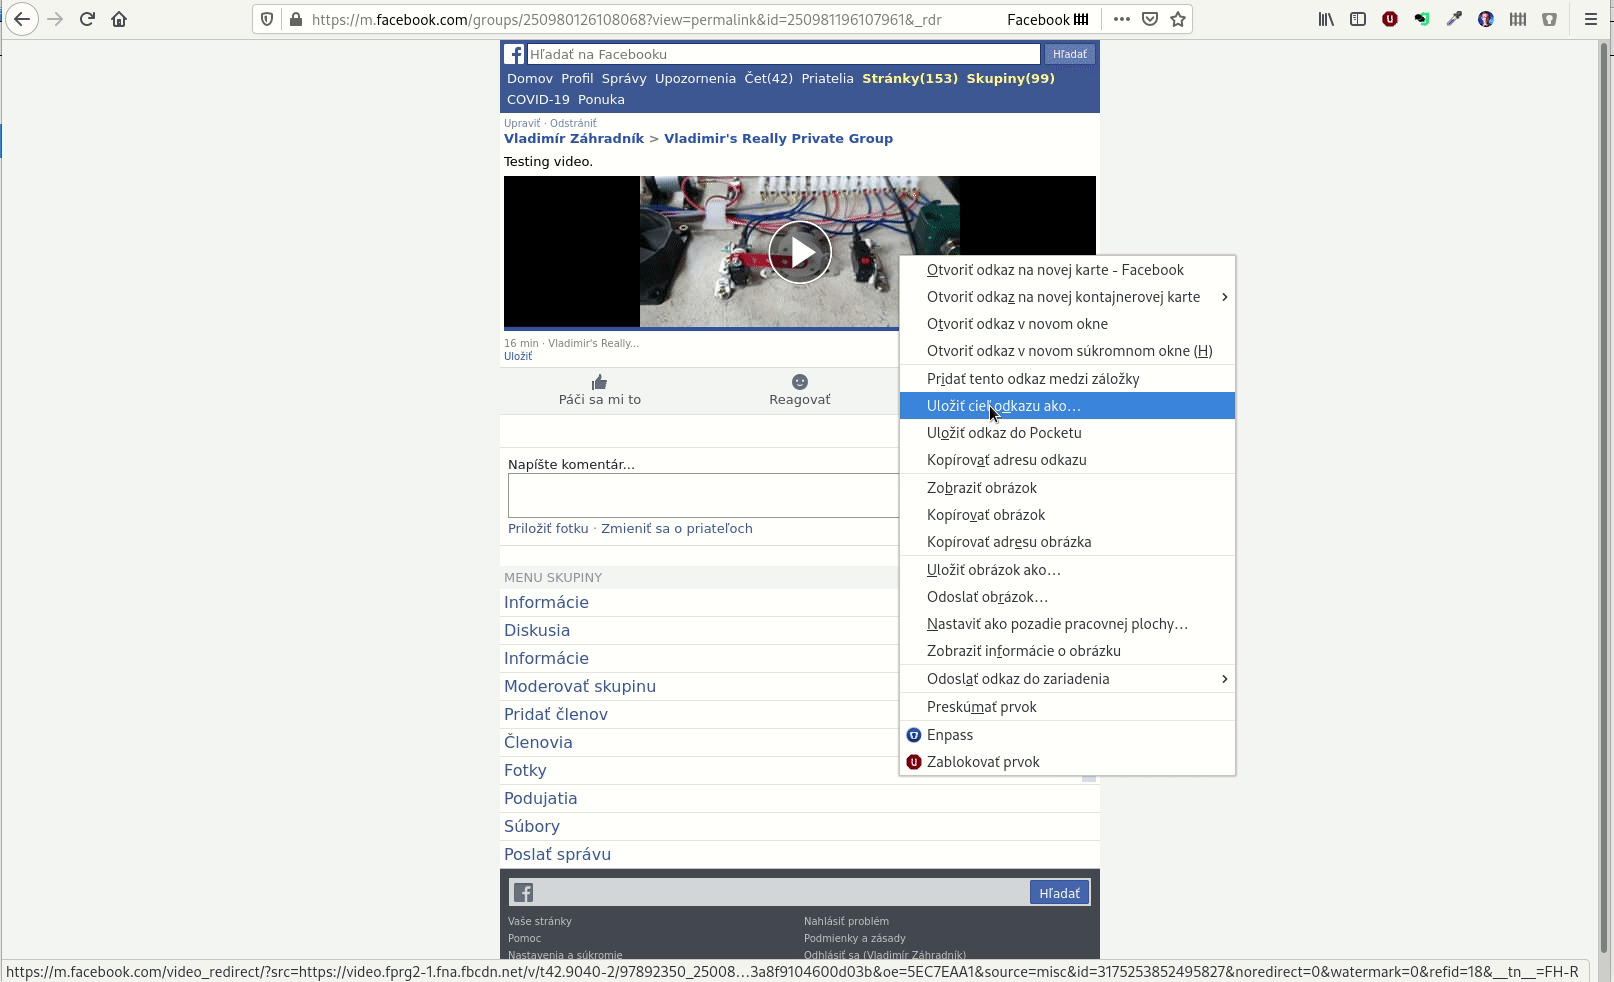 https://m.facebook.com/groups/250980126108068?view=permalink&id=250981196107961&_rdr
Facebook
Hľadať na Facebooku
Hľadať
Domov Profil Správy Upozornenia Čet(42) Priatelia Stránky(153) Skupiny(99)
COVID-19 Ponuka
Upraviť · Odstrániť
Vladimír Záhradník > Vladimir's Really Private Group
Testing video.
16 min · Vladimir's Really...
Uložiť
Páči sa mi to
Reagovať
Napíšte komentár...
Priložiť fotku · Zmieniť sa o priateľoch
MENU SKUPINY
Informácie
Diskusia
Informácie
Moderovať skupinu
Pridať členov
Členovia
Fotky
Podujatia
Súbory
Poslať správu
Otvoriť odkaz na novej karte - Facebook
Otvoriť odkaz na novej kontajnerovej karte
Otvoriť odkaz v novom okne
Otvoriť odkaz v novom súkromnom okne (H)
Pridať tento odkaz medzi záložky
Uložiť cieľ odkazu ako…
Uložiť odkaz do Pocketu
Kopírovať adresu odkazu
Zobraziť obrázok
Kopírovať obrázok
Kopírovať adresu obrázka
Uložiť obrázok ako…
Odoslať obrázok…
Nastaviť ako pozadie pracovnej plochy…
Zobraziť informácie o obrázku
Odoslať odkaz do zariadenia
Preskúmať prvok
Enpass
Zablokovať prvok
Hľadať
Vaše stránky
Nahlásiť problém
Pomoc
Podmienky a zásady
Nastavenia a súkromie
Odhlásiť sa (Vladimír Záhradník)
https://m.facebook.com/video_redirect/?src=https://video.fprg2-1.fna.fbcdn.net/v/t42.9040-2/97892350_25008…3a8f9104600d03b&oe=5EC7EAA1&source=misc&id=3175253852495827&noredirect=0&watermark=0&refid=18&__tn__=FH-R